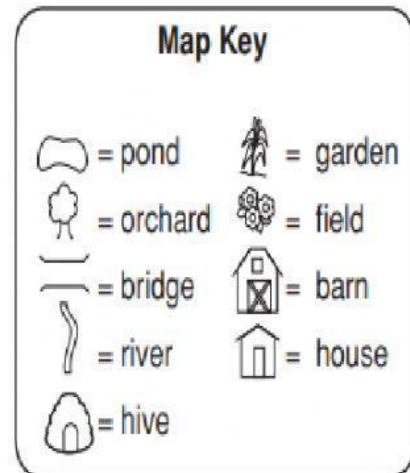 Map Key
= pond = garden
= orchard = field
= bridge = barn
= river = house
= hive